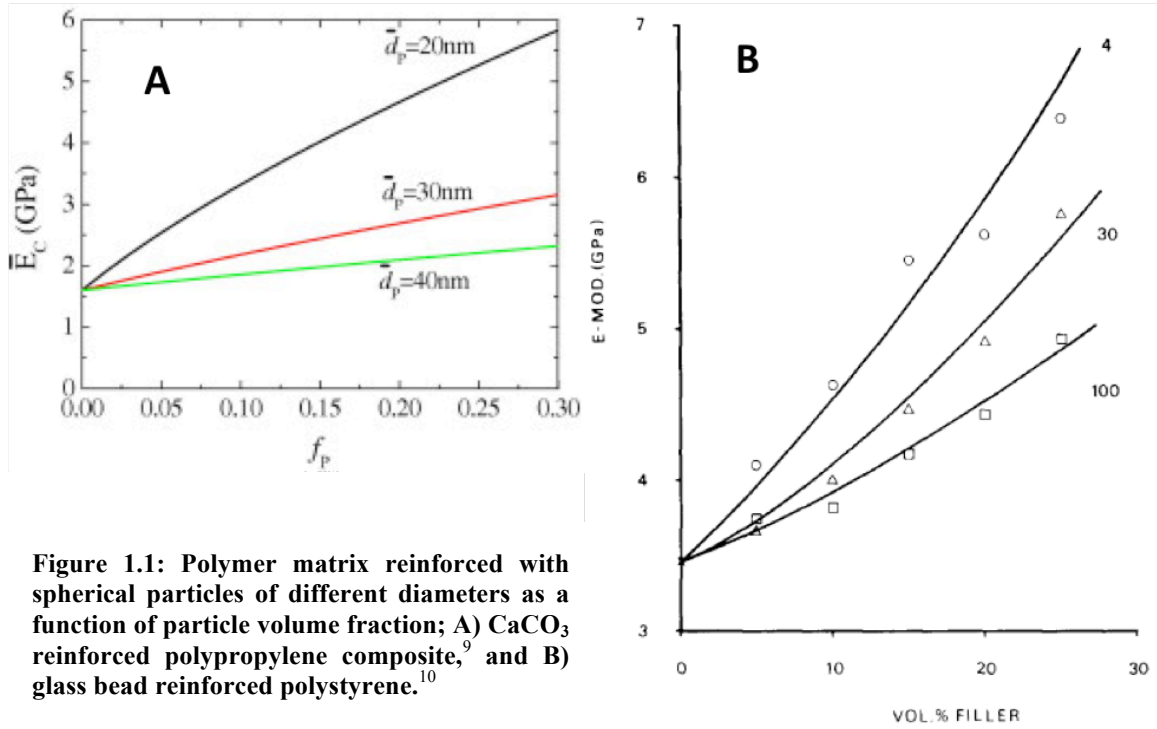 6
5
4
3
2
1
0
Ē_C (GPa)
A
d̄_P=20nm
d̄_P=30nm
d̄_P=40nm
0.00 0.05 0.10 0.15 0.20 0.25 0.30
f_P
7
6
5
4
3
E-MOD.(GPa)
B
4
30
100
0 10 20 30
VOL.% FILLER
Figure 1.1: Polymer matrix reinforced with
spherical particles of different diameters as a
function of particle volume fraction; A) CaCO₃
reinforced polypropylene composite,⁹ and B)
glass bead reinforced polystyrene.¹⁰